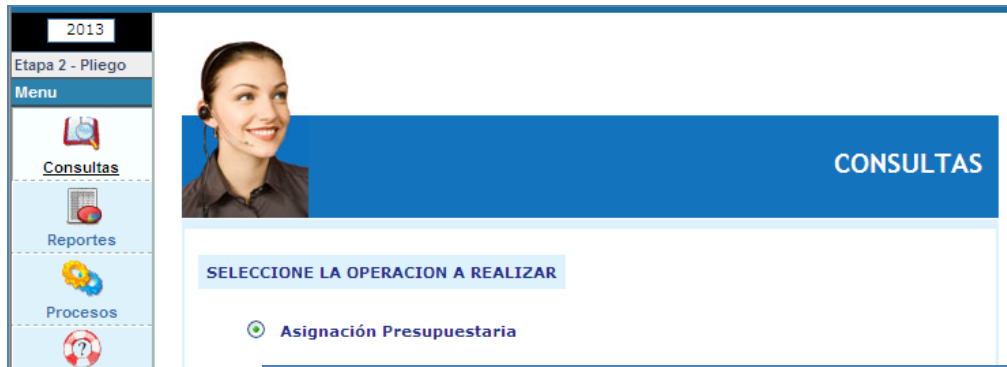 2013
Etapa 2 - Pliego
Menu
Consultas
Reportes
Procesos
?
CONSULTAS
SELECCIONE LA OPERACION A REALIZAR
Asignación Presupuestaria